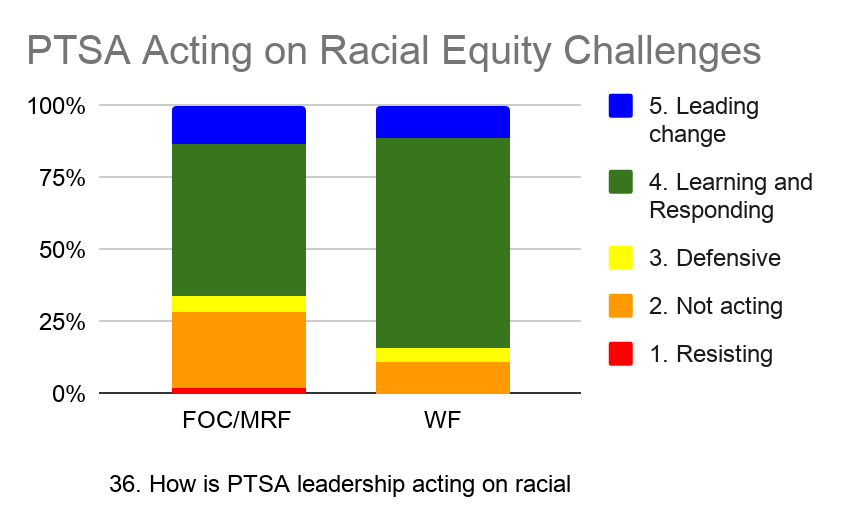 PTSA Acting on Racial Equity Challenges
100%
75%
50%
25%
0%
FOC/MRF
WF
5. Leading
change
4. Learning and
Responding
3. Defensive
2. Not acting
1. Resisting
36. How is PTSA leadership acting on racial